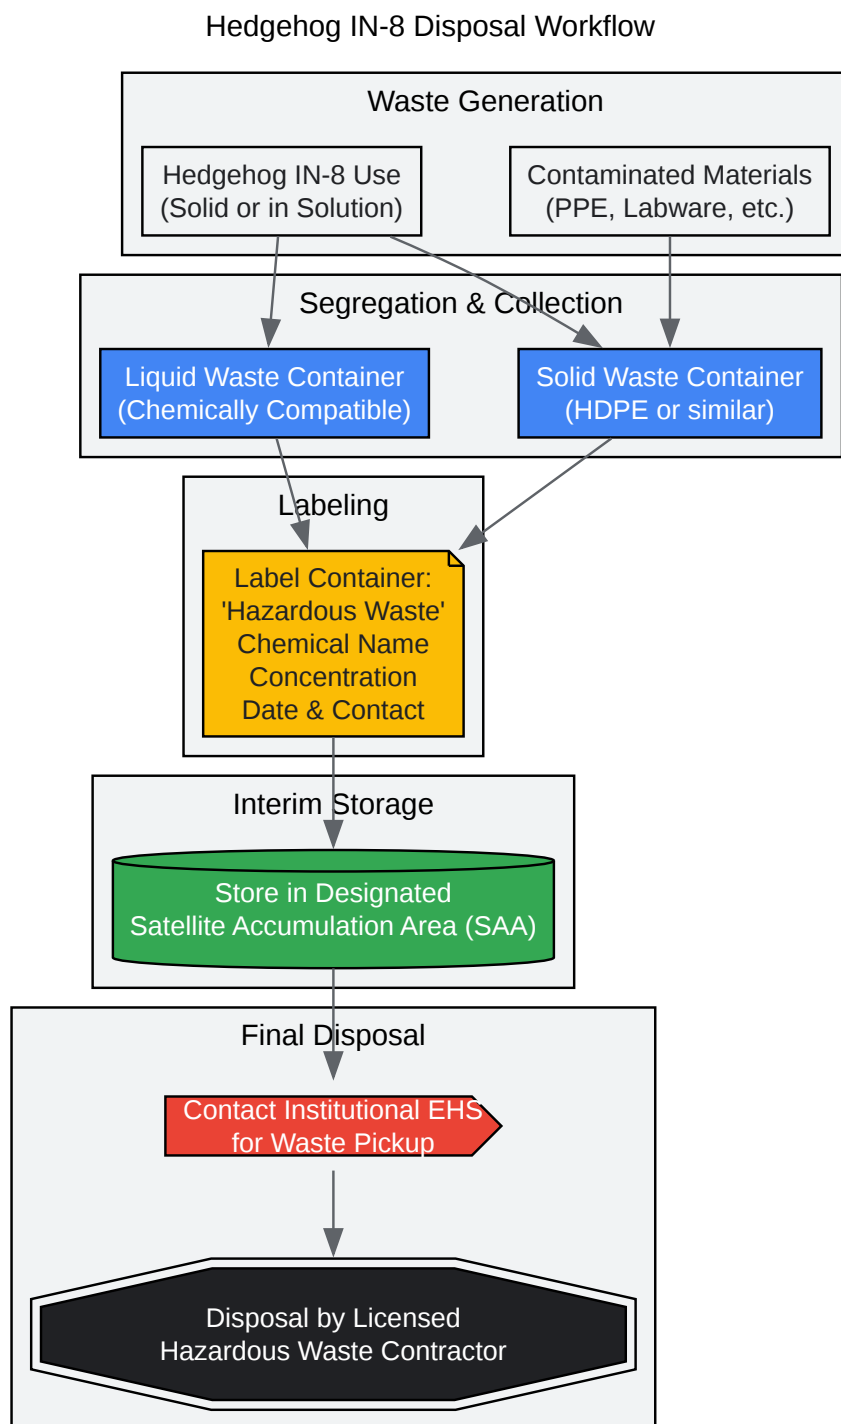 Hedgehog IN-8 Disposal Workflow
Waste Generation
Hedgehog IN-8 Use
(Solid or in Solution)
Contaminated Materials
(PPE, Labware, etc.)
Segregation & Collection
Liquid Waste Container
(Chemically Compatible)
Solid Waste Container
(HDPE or similar)
Labeling
Label Container:
'Hazardous Waste'
Chemical Name
Concentration
Date & Contact
Interim Storage
Store in Designated
Satellite Accumulation Area (SAA)
Final Disposal
Contact Institutional EHS
for Waste Pickup
Disposal by Licensed
Hazardous Waste Contractor